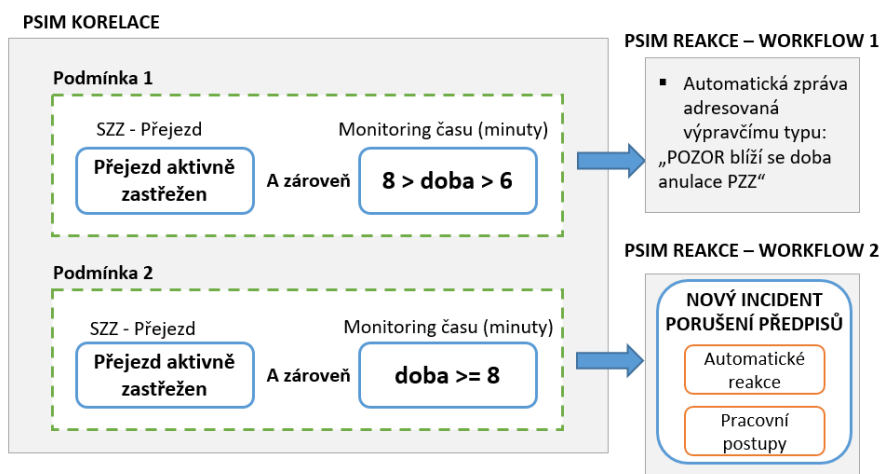 PSIM KORELACE
Podmínka 1
SZZ - Přejezd
Přejezd aktivně
zastřežen
A zároveň
Monitoring času (minuty)
8 > doba > 6
PSIM REAKCE – WORKFLOW 1
▪ Automatická zpráva
adresovaná
výpravčímu typu:
„POZOR blíží se doba
anulace PZZ“
Podmínka 2
SZZ - Přejezd
Přejezd aktivně
zastřežen
A zároveň
Monitoring času (minuty)
doba >= 8
PSIM REAKCE – WORKFLOW 2
NOVÝ INCIDENT
PORUŠENÍ PŘEDPISŮ
Automatické
reakce
Pracovní
postupy